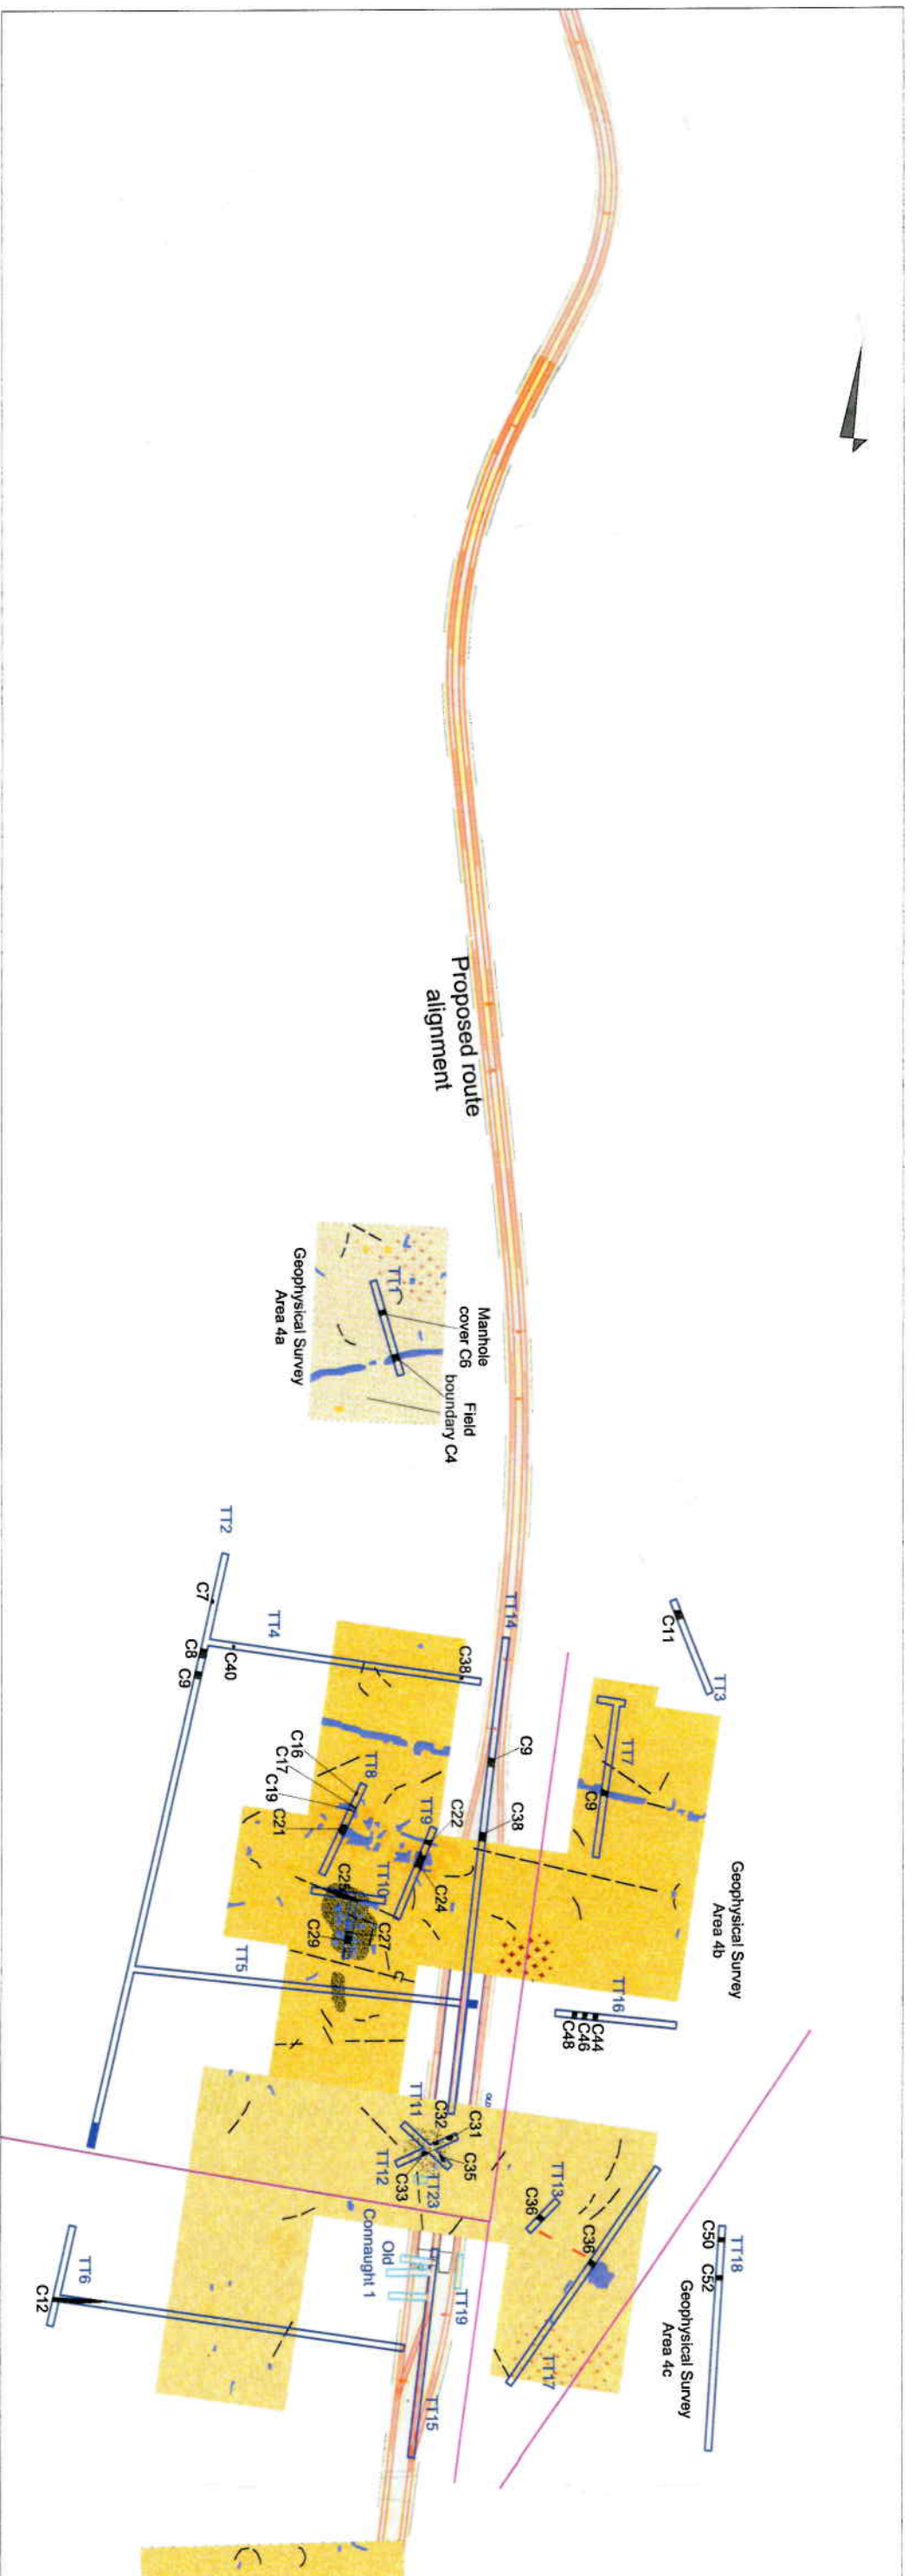 Proposed route
alignment
Geophysical Survey
Area 4a
TT1
Manhole
cover C6
Field
boundary C4
TT2
C7
C8
C9
C40
TT4
C38
TT14
C9
C38
TT3
C11
TT7
C9
Geophysical Survey
Area 4b
TT8
C16
C17
C19
C21
TT9
C22
C24
TT10
C25
C27
C29
TT5
TT16
C44
C46
C48
TT11
C32
C31
C35
C33
TT12
TT23
TT13
C36
C36
TT17
TT18
C50
C52
Geophysical Survey
Area 4c
Old
Connaught 1
TT19
TT15
TT6
C12